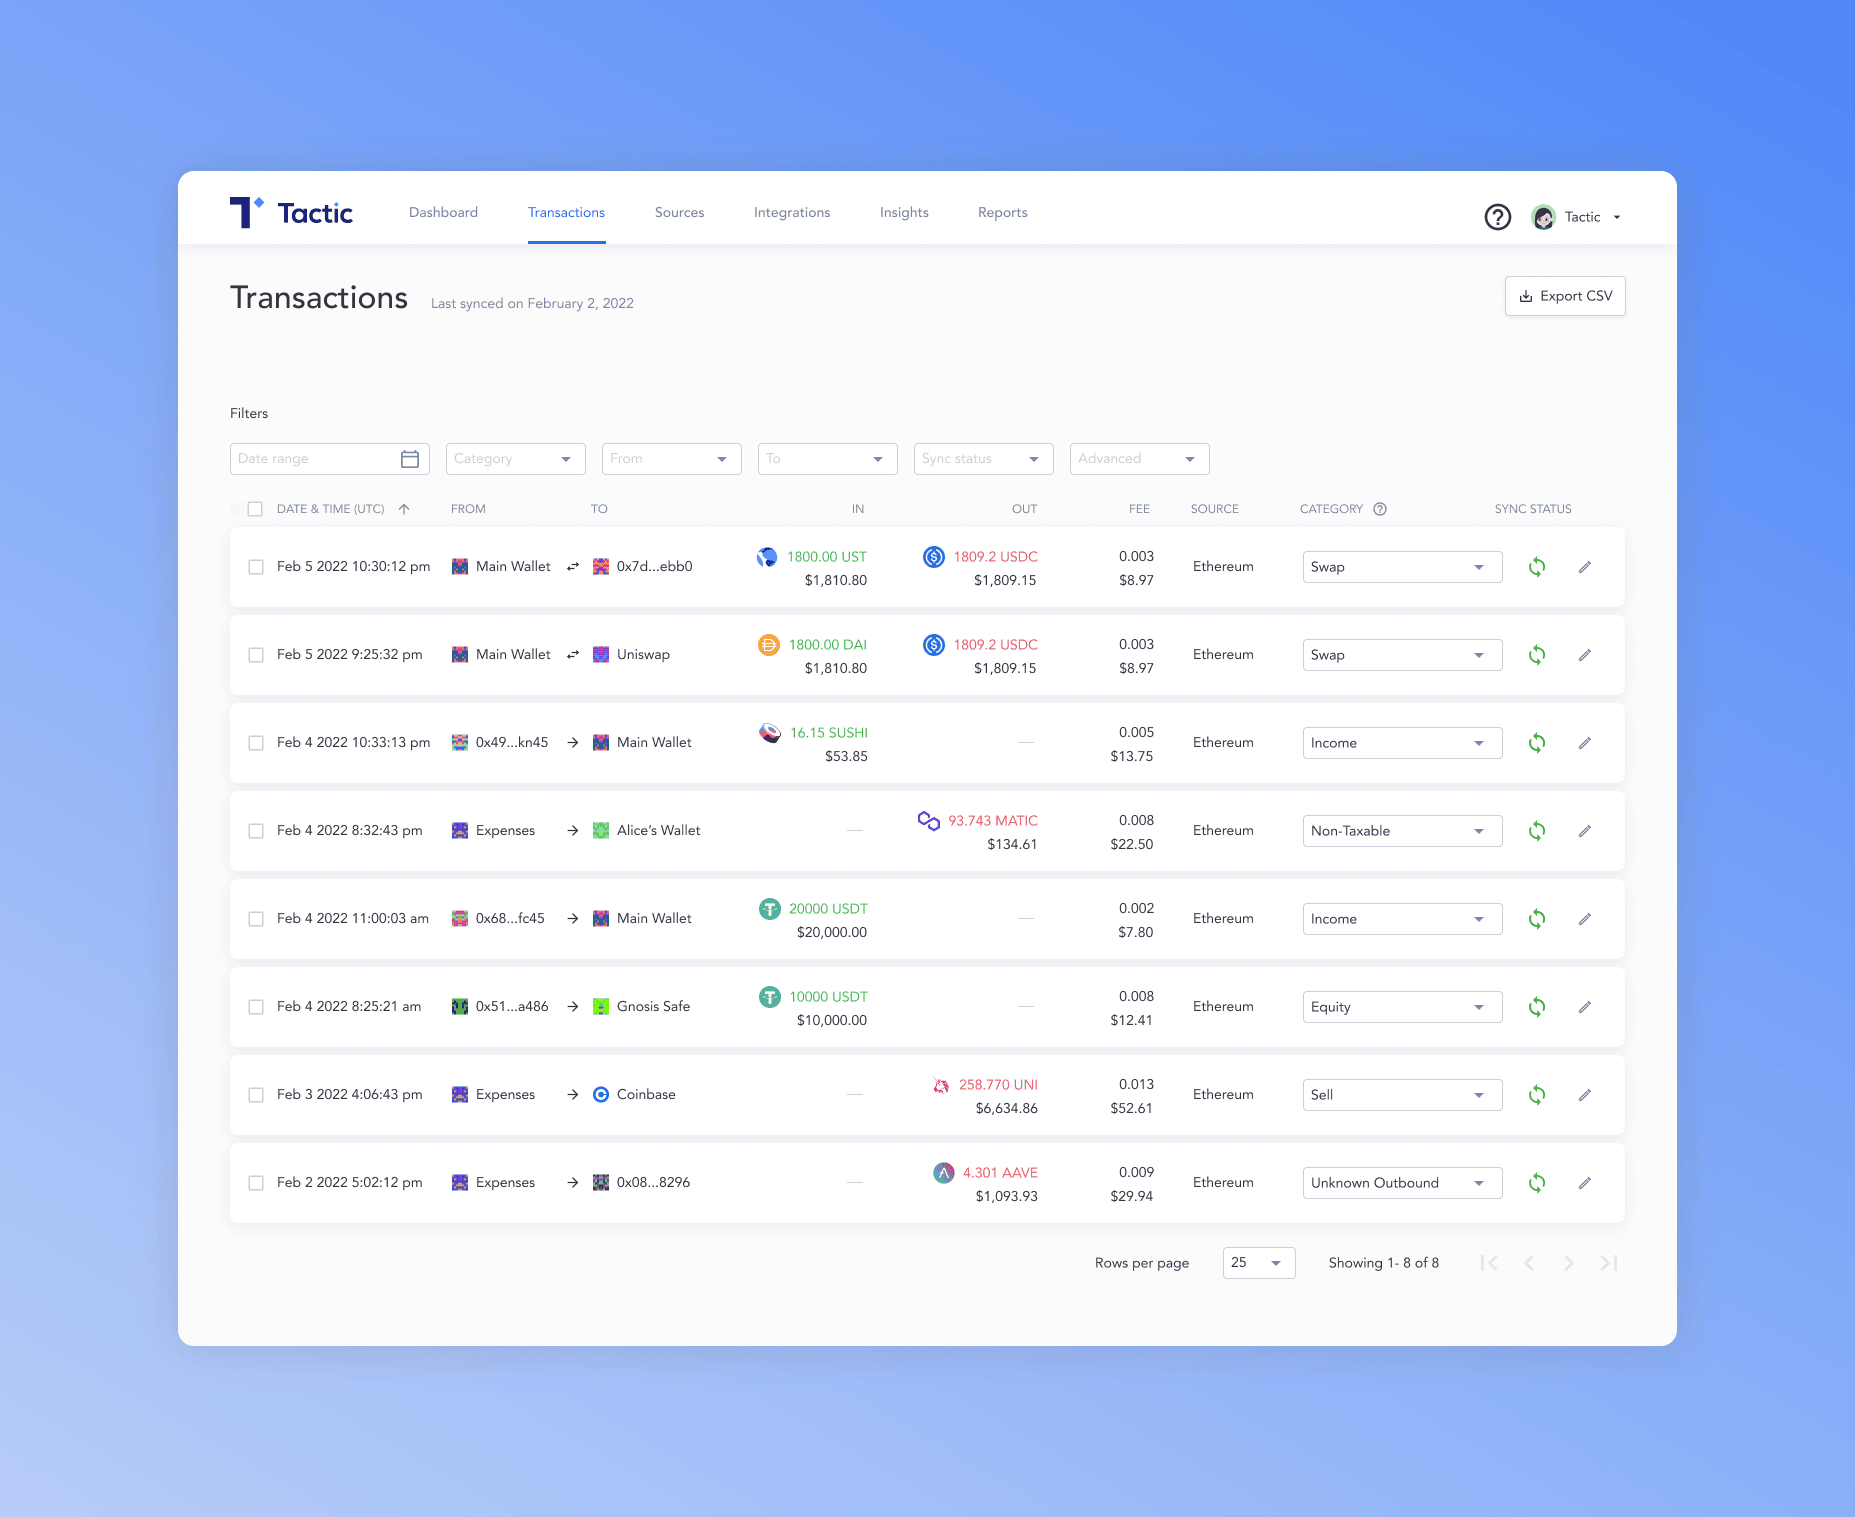 Tactic Dashboard Transactions Sources Integrations Insights Reports Tactic
Transactions Last synced on February 2, 2022 Export CSV
Filters
Date range Category From To Sync status Advanced
DATE & TIME (UTC) FROM TO IN OUT FEE SOURCE CATEGORY SYNC STATUS
Feb 5 2022 10:30:12 pm Main Wallet 0x7d...ebb0 1800.00 UST 1809.2 USDC 0.003 Ethereum Swap
$1,810.80 $1,809.15 $8.97
Feb 5 2022 9:25:32 pm Main Wallet Uniswap 1800.00 DAI 1809.2 USDC 0.003 Ethereum Swap
$1,810.80 $1,809.15 $8.97
Feb 4 2022 10:33:13 pm 0x49...kn45 Main Wallet 16.15 SUSHI — 0.005 Ethereum Income
$53.85 $13.75
Feb 4 2022 8:32:43 pm Expenses Alice’s Wallet — 93.743 MATIC 0.008 Ethereum Non-Taxable
$134.61 $22.50
Feb 4 2022 11:00:03 am 0x68...fc45 Main Wallet 20000 USDT — 0.002 Ethereum Income
$20,000.00 $7.80
Feb 4 2022 8:25:21 am 0x51...a486 Gnosis Safe 10000 USDT — 0.008 Ethereum Equity
$10,000.00 $12.41
Feb 3 2022 4:06:43 pm Expenses Coinbase — 258.770 UNI 0.013 Ethereum Sell
$6,634.86 $52.61
Feb 2 2022 5:02:12 pm Expenses 0x08...8296 — 4.301 AAVE 0.009 Ethereum Unknown Outbound
$1,093.93 $29.94
Rows per page 25 Showing 1- 8 of 8